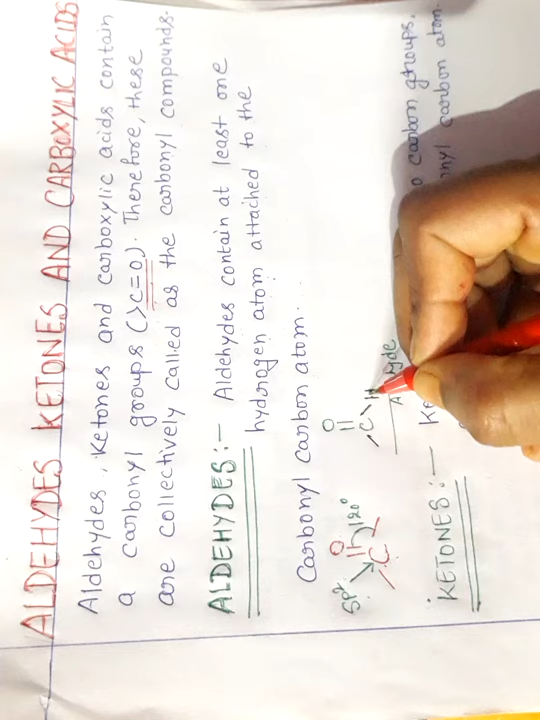 ALDEHYDES KETONES AND CARBOXYLIC ACIDS
Aldehydes, Ketones and carboxylic acids contain
a carbonyl groups (>C=O). Therefore, these
are collectively called as the carbonyl compounds.
ALDEHYDES:— Aldehydes contain at least one
hydrogen atom attached to the
Carbonyl carbon atom.
O
Sp² C 120°
O
C H
KETONES:— carbon groups.
carbon atom.